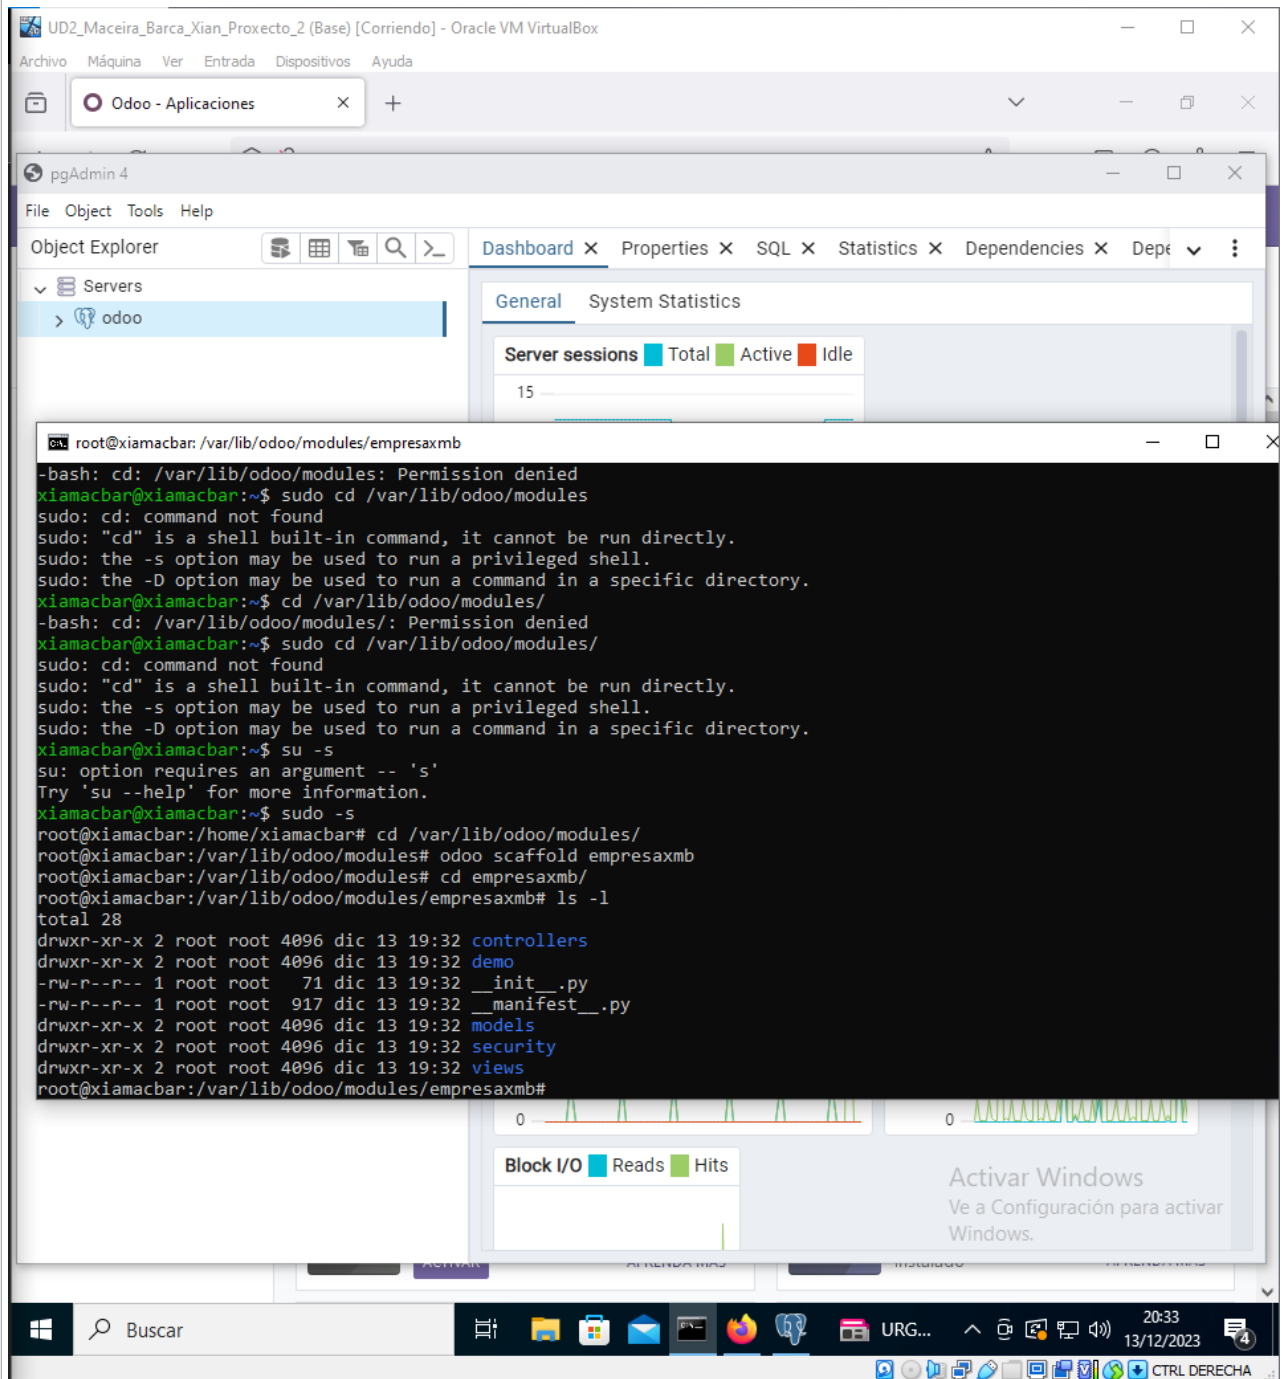 UD2_Maceira_Barca_Xian_Proxecto_2 (Base) [Corriendo] - Oracle VM VirtualBox
Archivo Máquina Ver Entrada Dispositivos Ayuda
Odoo - Aplicaciones
pgAdmin 4
File Object Tools Help
Object Explorer
Dashboard Properties SQL Statistics Dependencies Depe
Servers
odoo
General System Statistics
Server sessions Total Active Idle
15
root@xiamacbar: /var/lib/odoo/modules/empresaxmb
-bash: cd: /var/lib/odoo/modules: Permission denied
xiamacbar@xiamacbar:~$ sudo cd /var/lib/odoo/modules
sudo: cd: command not found
sudo: "cd" is a shell built-in command, it cannot be run directly.
sudo: the -s option may be used to run a privileged shell.
sudo: the -D option may be used to run a command in a specific directory.
xiamacbar@xiamacbar:~$ cd /var/lib/odoo/modules/
-bash: cd: /var/lib/odoo/modules/: Permission denied
xiamacbar@xiamacbar:~$ sudo cd /var/lib/odoo/modules/
sudo: cd: command not found
sudo: "cd" is a shell built-in command, it cannot be run directly.
sudo: the -s option may be used to run a privileged shell.
sudo: the -D option may be used to run a command in a specific directory.
xiamacbar@xiamacbar:~$ su -s
su: option requires an argument -- 's'
Try 'su --help' for more information.
xiamacbar@xiamacbar:~$ sudo -s
root@xiamacbar:/home/xiamacbar# cd /var/lib/odoo/modules/
root@xiamacbar:/var/lib/odoo/modules# odoo scaffold empresaxmb
root@xiamacbar:/var/lib/odoo/modules# cd empresaxmb/
root@xiamacbar:/var/lib/odoo/modules/empresaxmb# ls -l
total 28
drwxr-xr-x 2 root root 4096 dic 13 19:32 controllers
drwxr-xr-x 2 root root 4096 dic 13 19:32 demo
-rw-r--r-- 1 root root   71 dic 13 19:32 __init__.py
-rw-r--r-- 1 root root  917 dic 13 19:32 __manifest__.py
drwxr-xr-x 2 root root 4096 dic 13 19:32 models
drwxr-xr-x 2 root root 4096 dic 13 19:32 security
drwxr-xr-x 2 root root 4096 dic 13 19:32 views
root@xiamacbar:/var/lib/odoo/modules/empresaxmb#
0 0
Block I/O Reads Hits
Activar Windows
Ve a Configuración para activar
Windows.
ACTIVAR APRENDA MÁS Instalado APRENDA MÁS
Buscar
URG...
20:33
13/12/2023
4
CTRL DERECHA